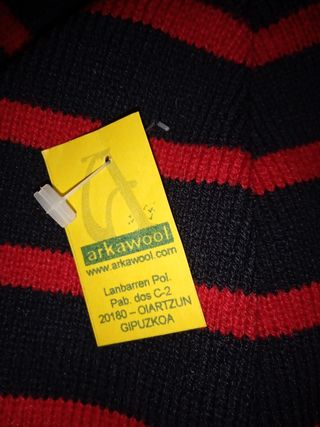 arkawool
www.arkawool.com
Lanbarren Pol.
Pab. dos C-2
20180 - OIARTZUN
GIPUZKOA